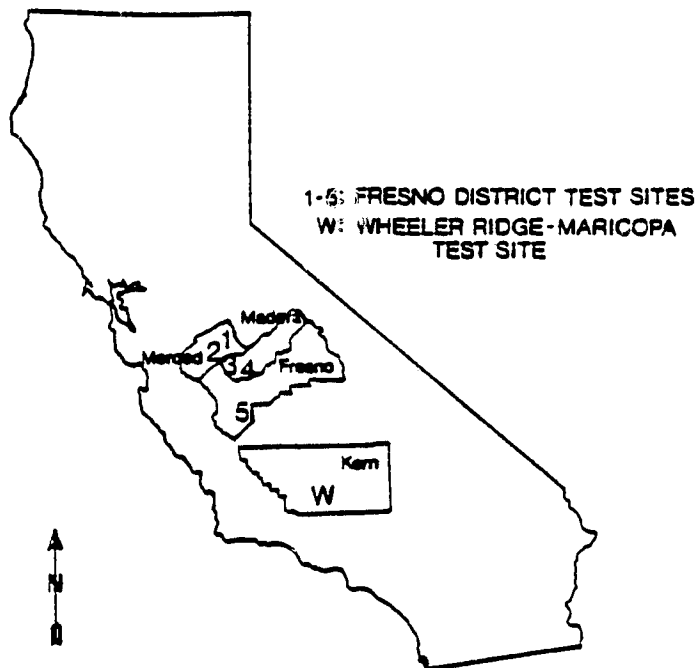 1-5: FRESNO DISTRICT TEST SITES
W: WHEELER RIDGE-MARICOPA
TEST SITE
Madera
1
2
Merced
3 4
Fresno
5
Kern
W
N